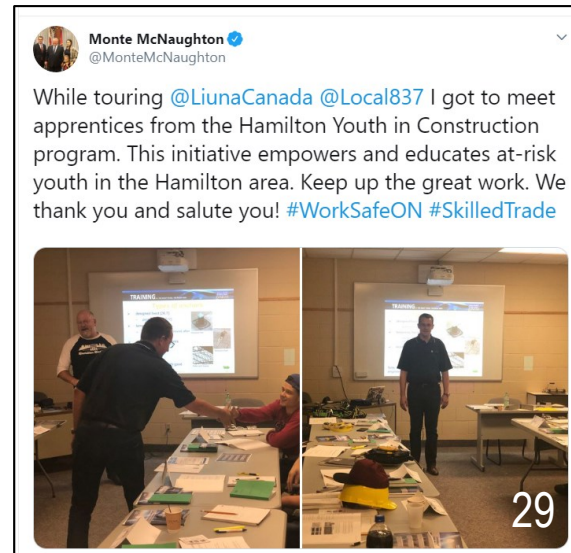 Monte McNaughton
@MonteMcNaughton
While touring @LiunaCanada @Local837 I got to meet
apprentices from the Hamilton Youth in Construction
program. This initiative empowers and educates at-risk
youth in the Hamilton area. Keep up the great work. We
thank you and salute you! #WorkSafeON #SkilledTrade
TRAINING
TRAINING
29